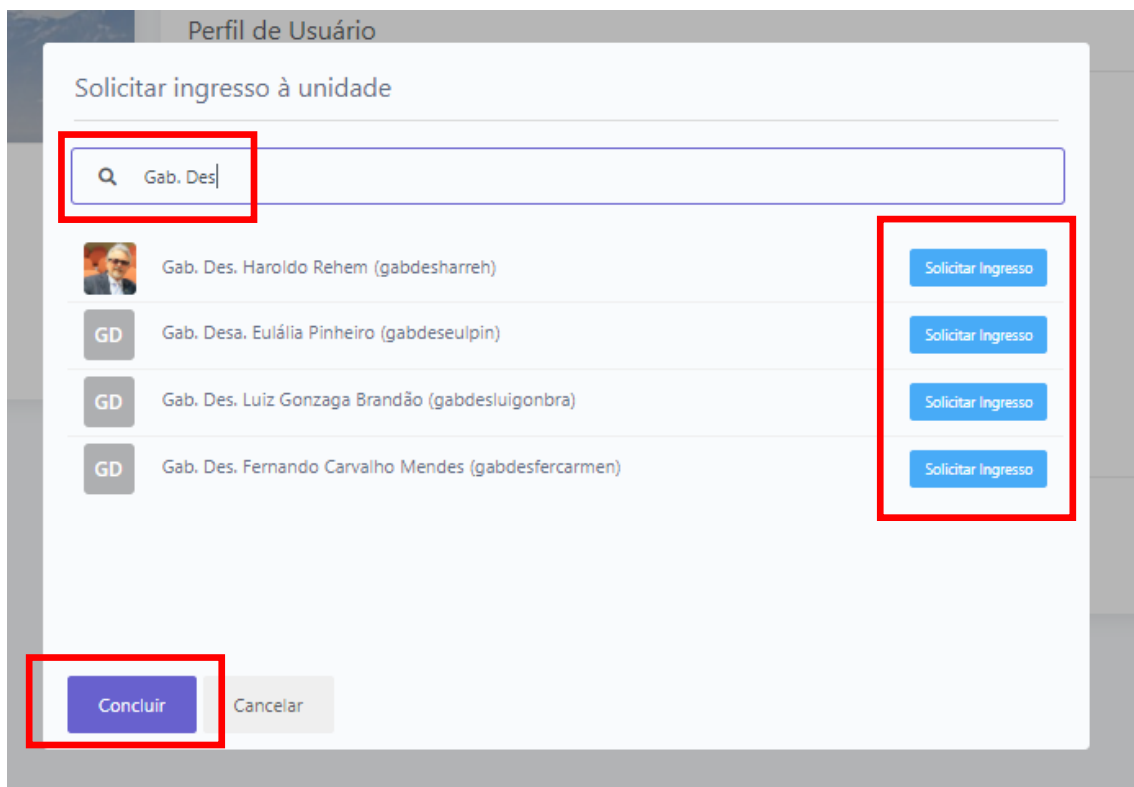 Perfil de Usuário
Solicitar ingresso à unidade
Gab. Des
Gab. Des. Haroldo Rehem (gabdesharreh)
Solicitar Ingresso
GD
Gab. Desa. Eulália Pinheiro (gabdeseulpin)
Solicitar Ingresso
GD
Gab. Des. Luiz Gonzaga Brandão (gabdesluigonbra)
Solicitar Ingresso
GD
Gab. Des. Fernando Carvalho Mendes (gabdesfercarmen)
Solicitar Ingresso
Concluír
Cancelar